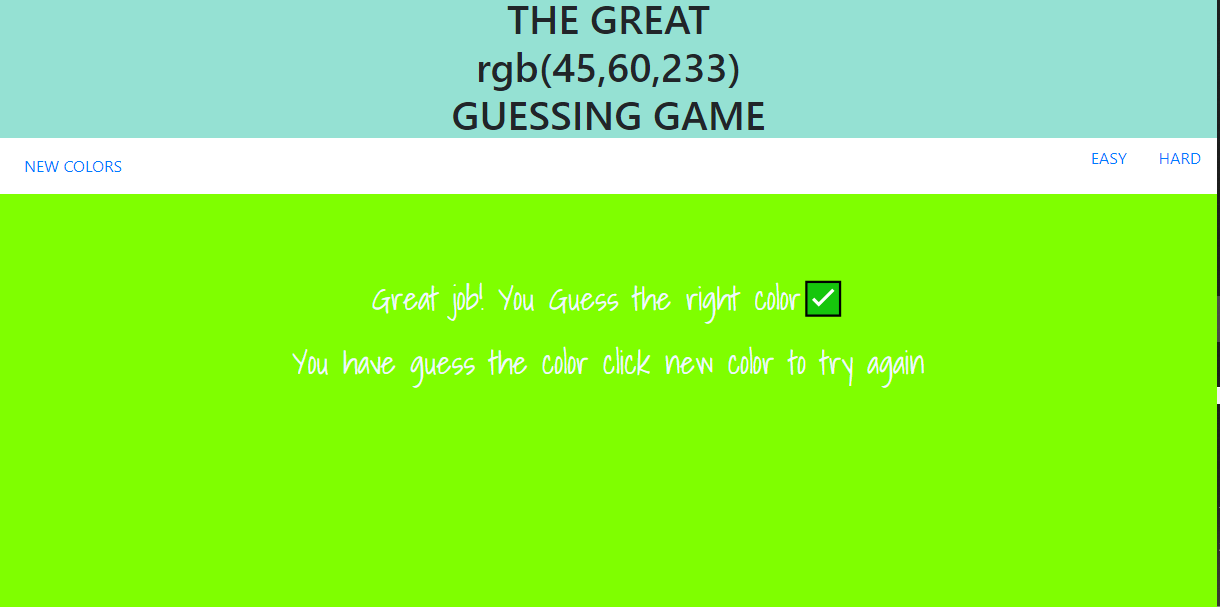 THE GREAT
rgb(45,60,233)
GUESSING GAME
NEW COLORS
EASY HARD
Great job! You Guess the right color
You have guess the color click new color to try again